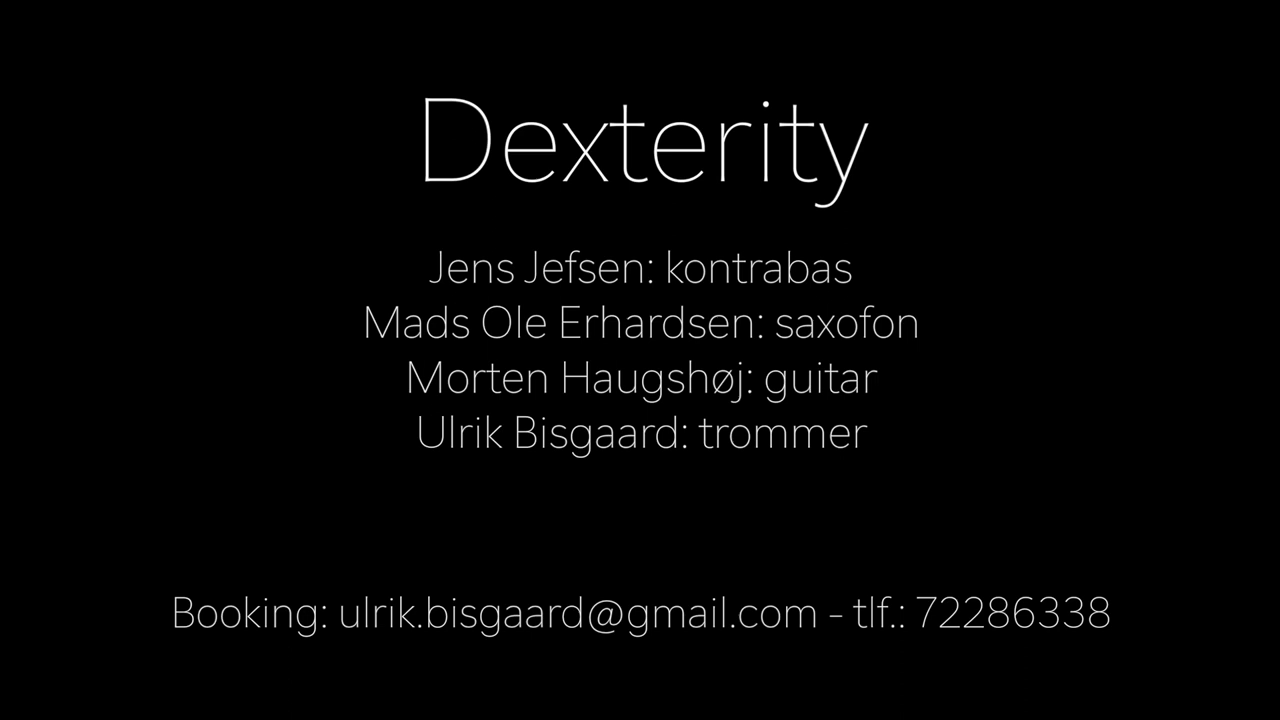 Dexterity
Jens Jefsen: kontrabas
Mads Ole Erhardsen: saxofon
Morten Haugshøj: guitar
Ulrik Bisgaard: trommer
Booking: ulrik.bisgaard@gmail.com - tlf.: 72286338